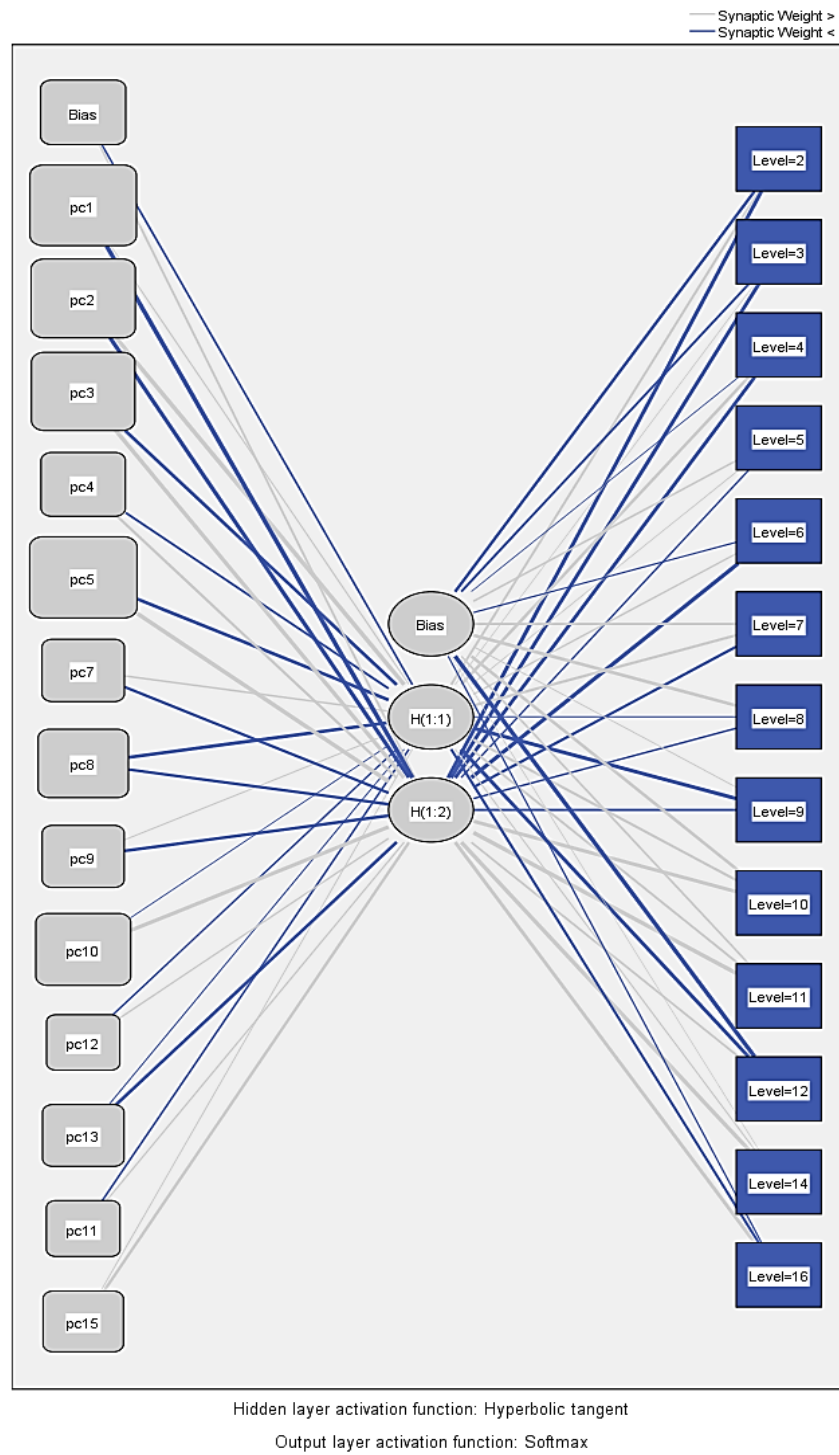 Synaptic Weight >
Synaptic Weight <
Bias
pc1
pc2
pc3
pc4
pc5
pc7
pc8
pc9
pc10
pc12
pc13
pc11
pc15
Bias
H(1:1)
H(1:2)
Level=2
Level=3
Level=4
Level=5
Level=6
Level=7
Level=8
Level=9
Level=10
Level=11
Level=12
Level=14
Level=16
Hidden layer activation function: Hyperbolic tangent
Output layer activation function: Softmax